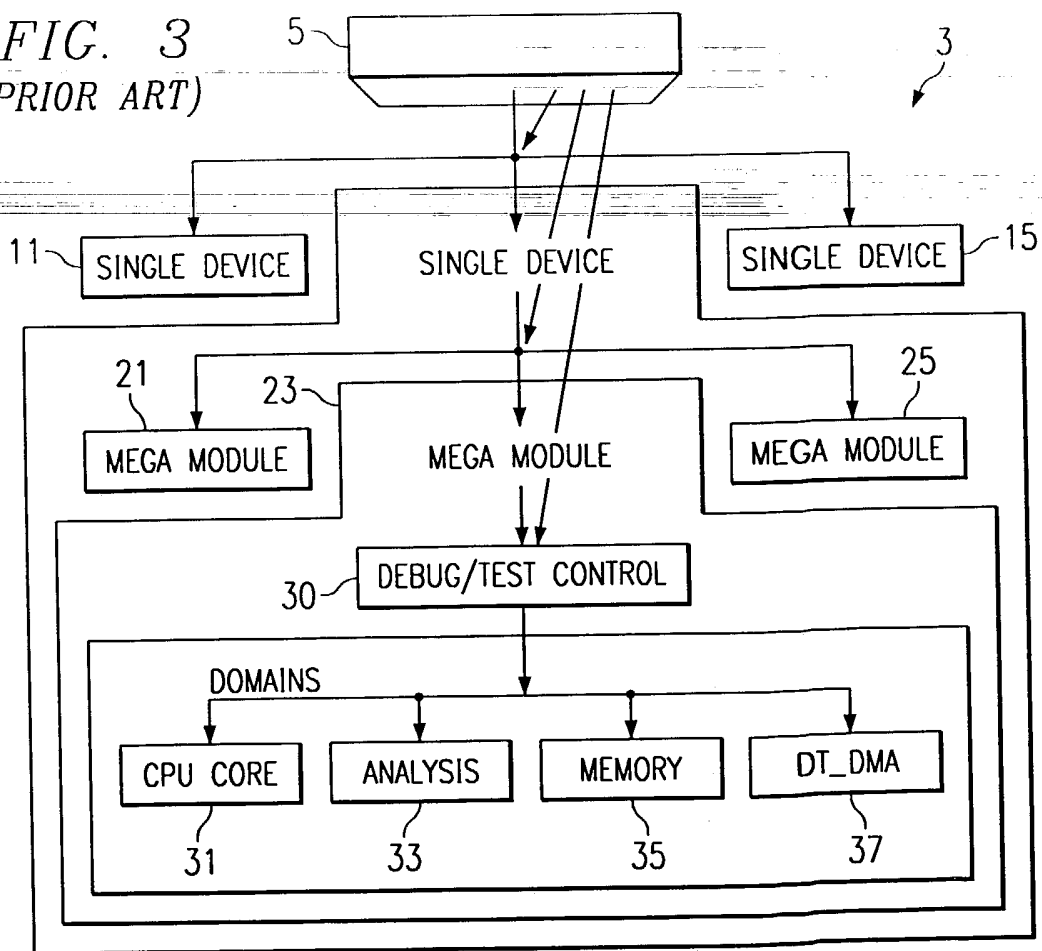 FIG. 3
PRIOR ART)
5
3
11
SINGLE DEVICE
SINGLE DEVICE
SINGLE DEVICE
15
21
23
25
MEGA MODULE
MEGA MODULE
MEGA MODULE
30
DEBUG/TEST CONTROL
DOMAINS
CPU CORE
ANALYSIS
MEMORY
DT_DMA
31
33
35
37